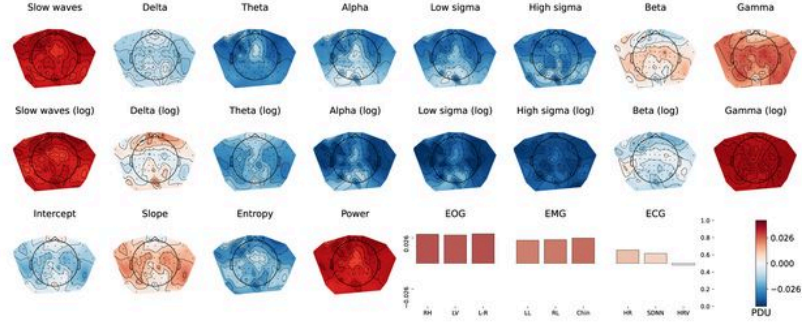 Slow waves Delta Theta Alpha Low sigma High sigma Beta Gamma
Slow waves (log) Delta (log) Theta (log) Alpha (log) Low sigma (log) High sigma (log) Beta (log) Gamma (log)
Intercept Slope Entropy Power EOG EMG ECG
0.026
−0.026
RH LV L-R
LL RL Chin
HR SDNN HRV
1.0
0.8
0.6
0.4
0.2
0.0
0.026
0.000
−0.026
PDU